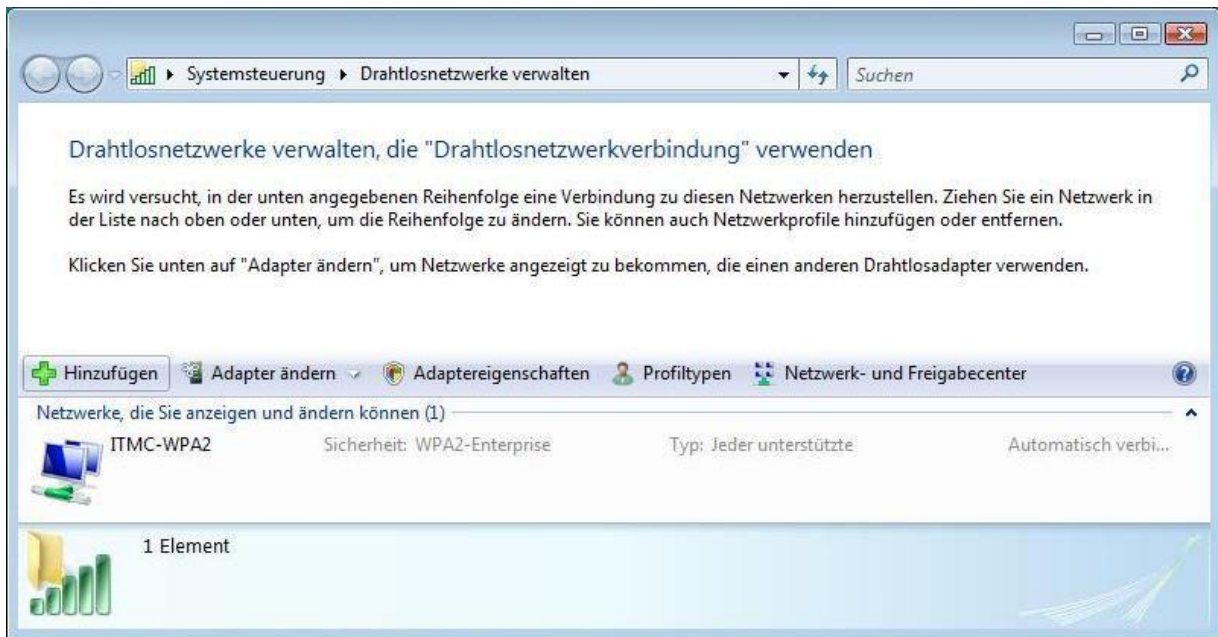 Systemsteuerung ▸ Drahtlosnetzwerke verwalten
Suchen
Drahtlosnetzwerke verwalten, die "Drahtlosnetzwerkverbindung" verwenden
Es wird versucht, in der unten angegebenen Reihenfolge eine Verbindung zu diesen Netzwerken herzustellen. Ziehen Sie ein Netzwerk in
der Liste nach oben oder unten, um die Reihenfolge zu ändern. Sie können auch Netzwerkprofile hinzufügen oder entfernen.
Klicken Sie unten auf "Adapter ändern", um Netzwerke angezeigt zu bekommen, die einen anderen Drahtlosadapter verwenden.
Hinzufügen Adapter ändern Adaptereigenschaften Profiltypen Netzwerk- und Freigabecenter
Netzwerke, die Sie anzeigen und ändern können (1)
ITMC-WPA2 Sicherheit: WPA2-Enterprise Typ: Jeder unterstützte Automatisch verbi...
1 Element